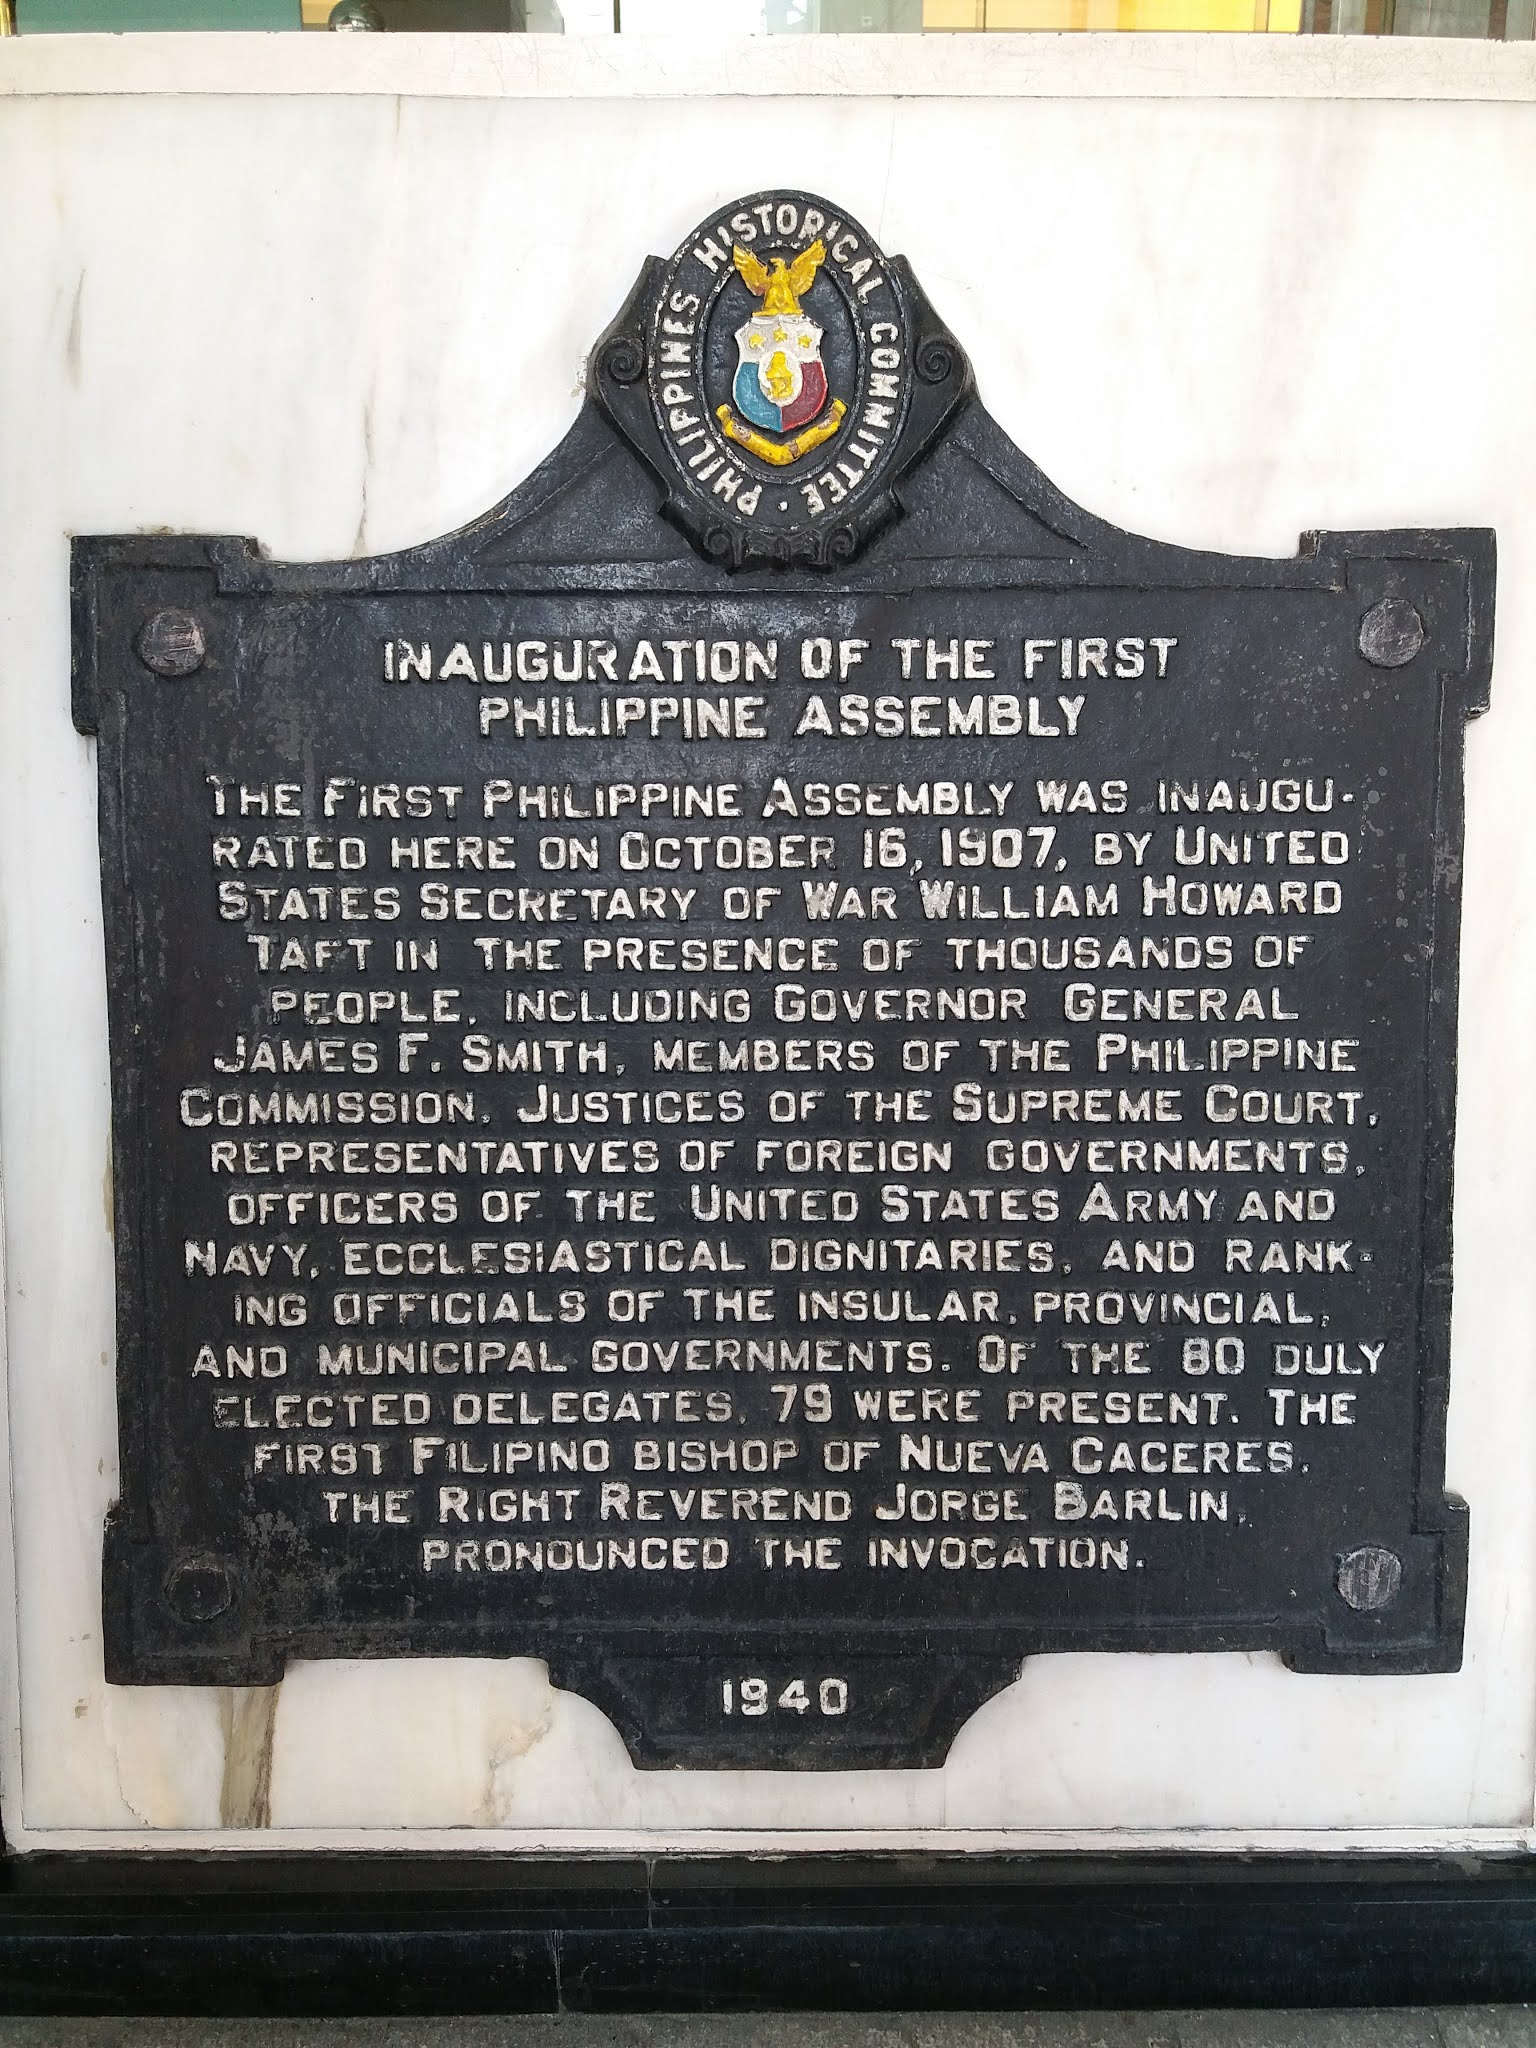 PHILIPPINES HISTORICAL COMMITTEE ·
INAUGURATION OF THE FIRST
PHILIPPINE ASSEMBLY
THE FIRST PHILIPPINE ASSEMBLY WAS INAUGU-
RATED HERE ON OCTOBER 16, 1907, BY UNITED
STATES SECRETARY OF WAR WILLIAM HOWARD
TAFT IN THE PRESENCE OF THOUSANDS OF
PEOPLE, INCLUDING GOVERNOR GENERAL
JAMES F. SMITH, MEMBERS OF THE PHILIPPINE
COMMISSION, JUSTICES OF THE SUPREME COURT,
REPRESENTATIVES OF FOREIGN GOVERNMENTS,
OFFICERS OF THE UNITED STATES ARMY AND
NAVY, ECCLESIASTICAL DIGNITARIES, AND RANK-
ING OFFICIALS OF THE INSULAR, PROVINCIAL,
AND MUNICIPAL GOVERNMENTS. OF THE 80 DULY
ELECTED DELEGATES, 79 WERE PRESENT. THE
FIRST FILIPINO BISHOP OF NUEVA CACERES,
THE RIGHT REVEREND JORGE BARLIN,
PRONOUNCED THE INVOCATION.
1940